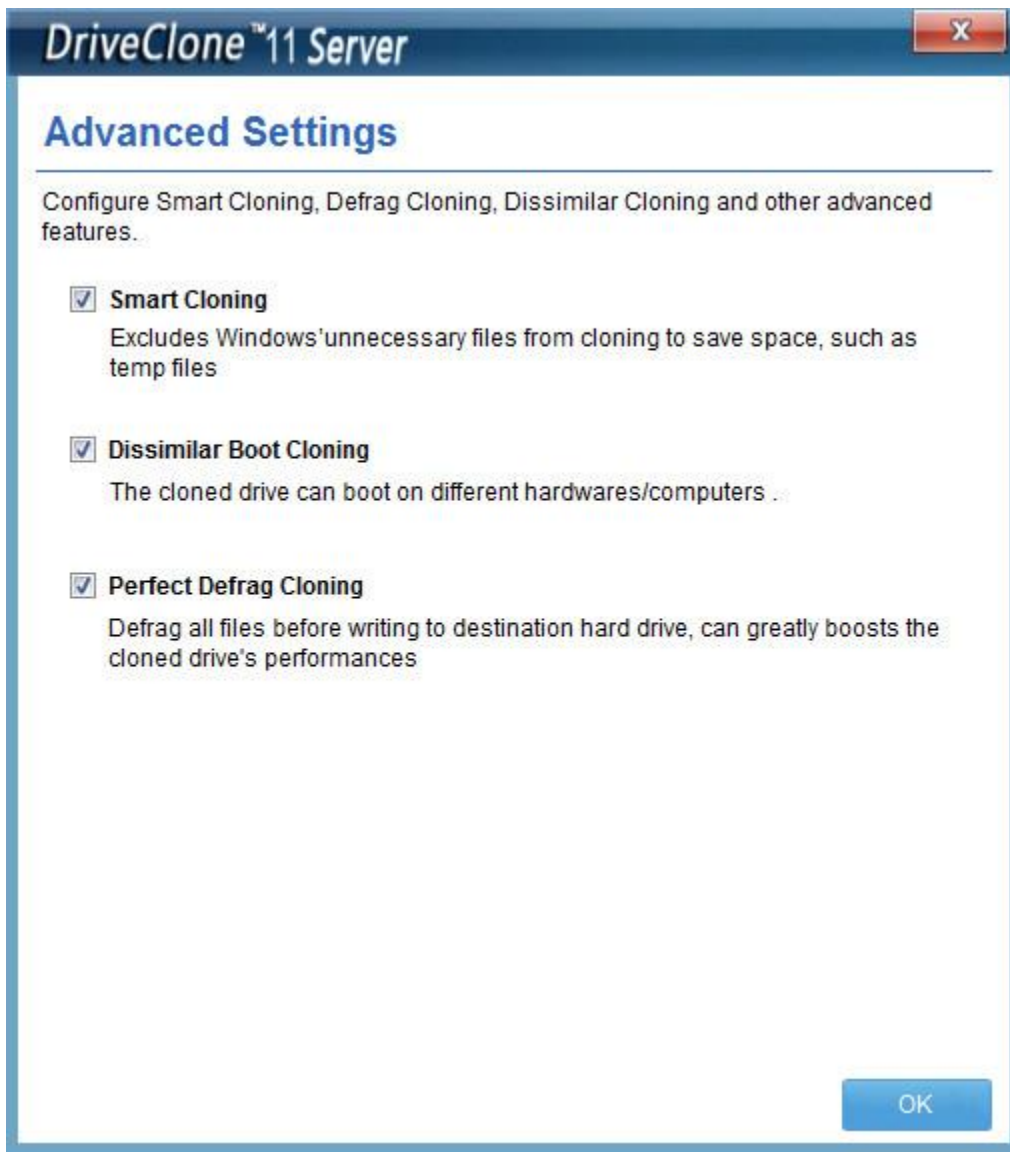 DriveClone™11 Server
X
Advanced Settings
Configure Smart Cloning, Defrag Cloning, Dissimilar Cloning and other advanced
features.
Smart Cloning
Excludes Windows'unnecessary files from cloning to save space, such as
temp files
Dissimilar Boot Cloning
The cloned drive can boot on different hardwares/computers .
Perfect Defrag Cloning
Defrag all files before writing to destination hard drive, can greatly boosts the
cloned drive's performances
OK